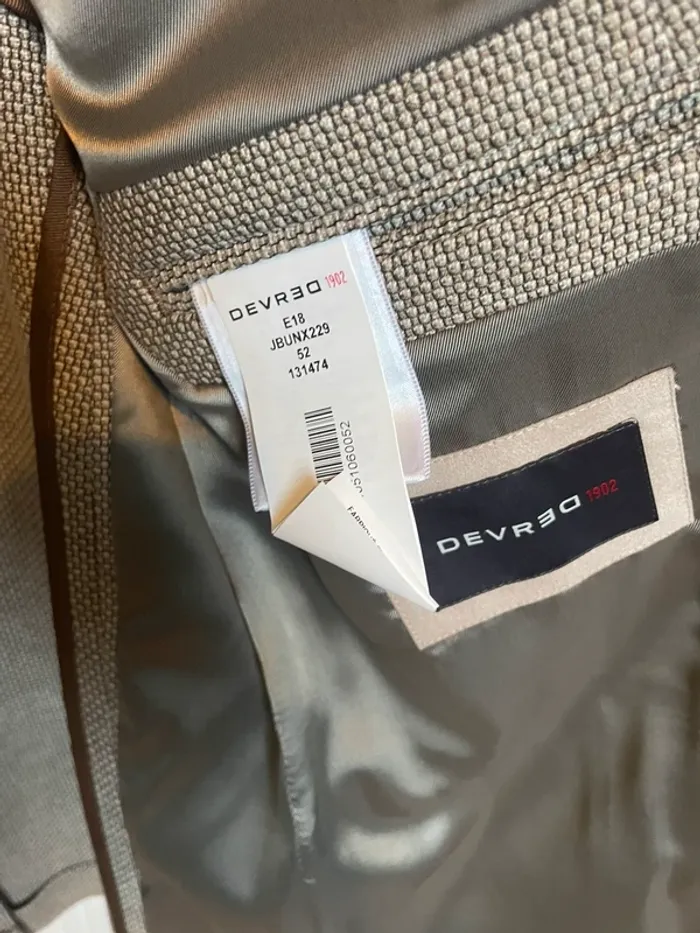 DEVRED 1902
E18
JBUNX229
52
131474
DEVRED 1902